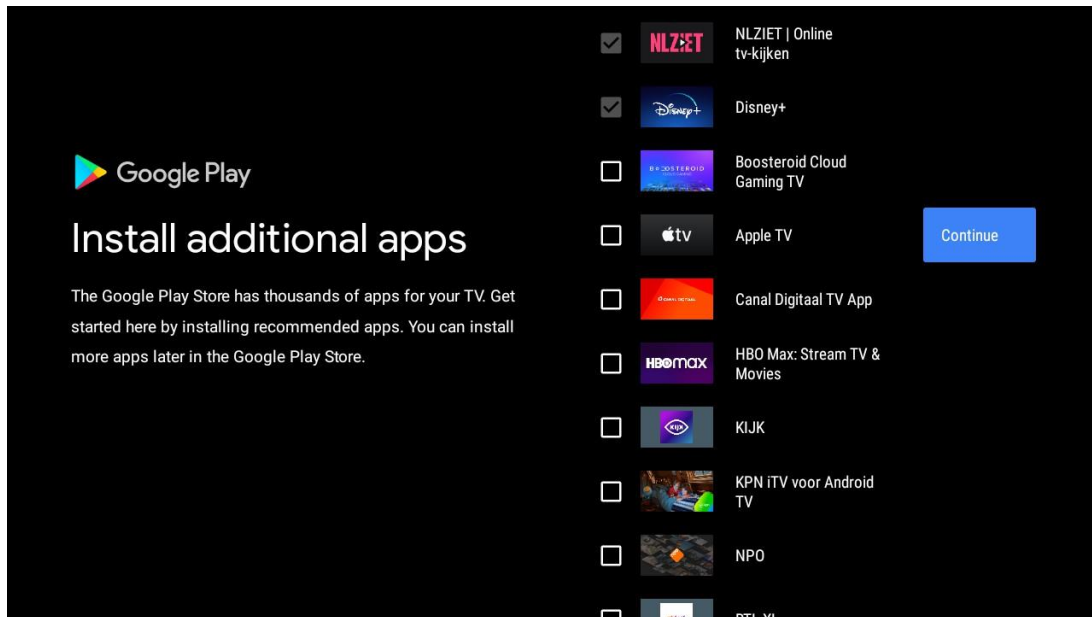 Google Play
Install additional apps
The Google Play Store has thousands of apps for your TV. Get
started here by installing recommended apps. You can install
more apps later in the Google Play Store.
NLZIET
NLZIET | Online
tv-kijken
Disney+
Disney+
BOOSTEROID
Boosteroid Cloud
Gaming TV
tv
Apple TV
CANAL DIGITAAL
Canal Digitaal TV App
HBOmax
HBO Max: Stream TV &
Movies
KIJK
KIJK
KPN iTV voor Android
TV
NPO
Continue